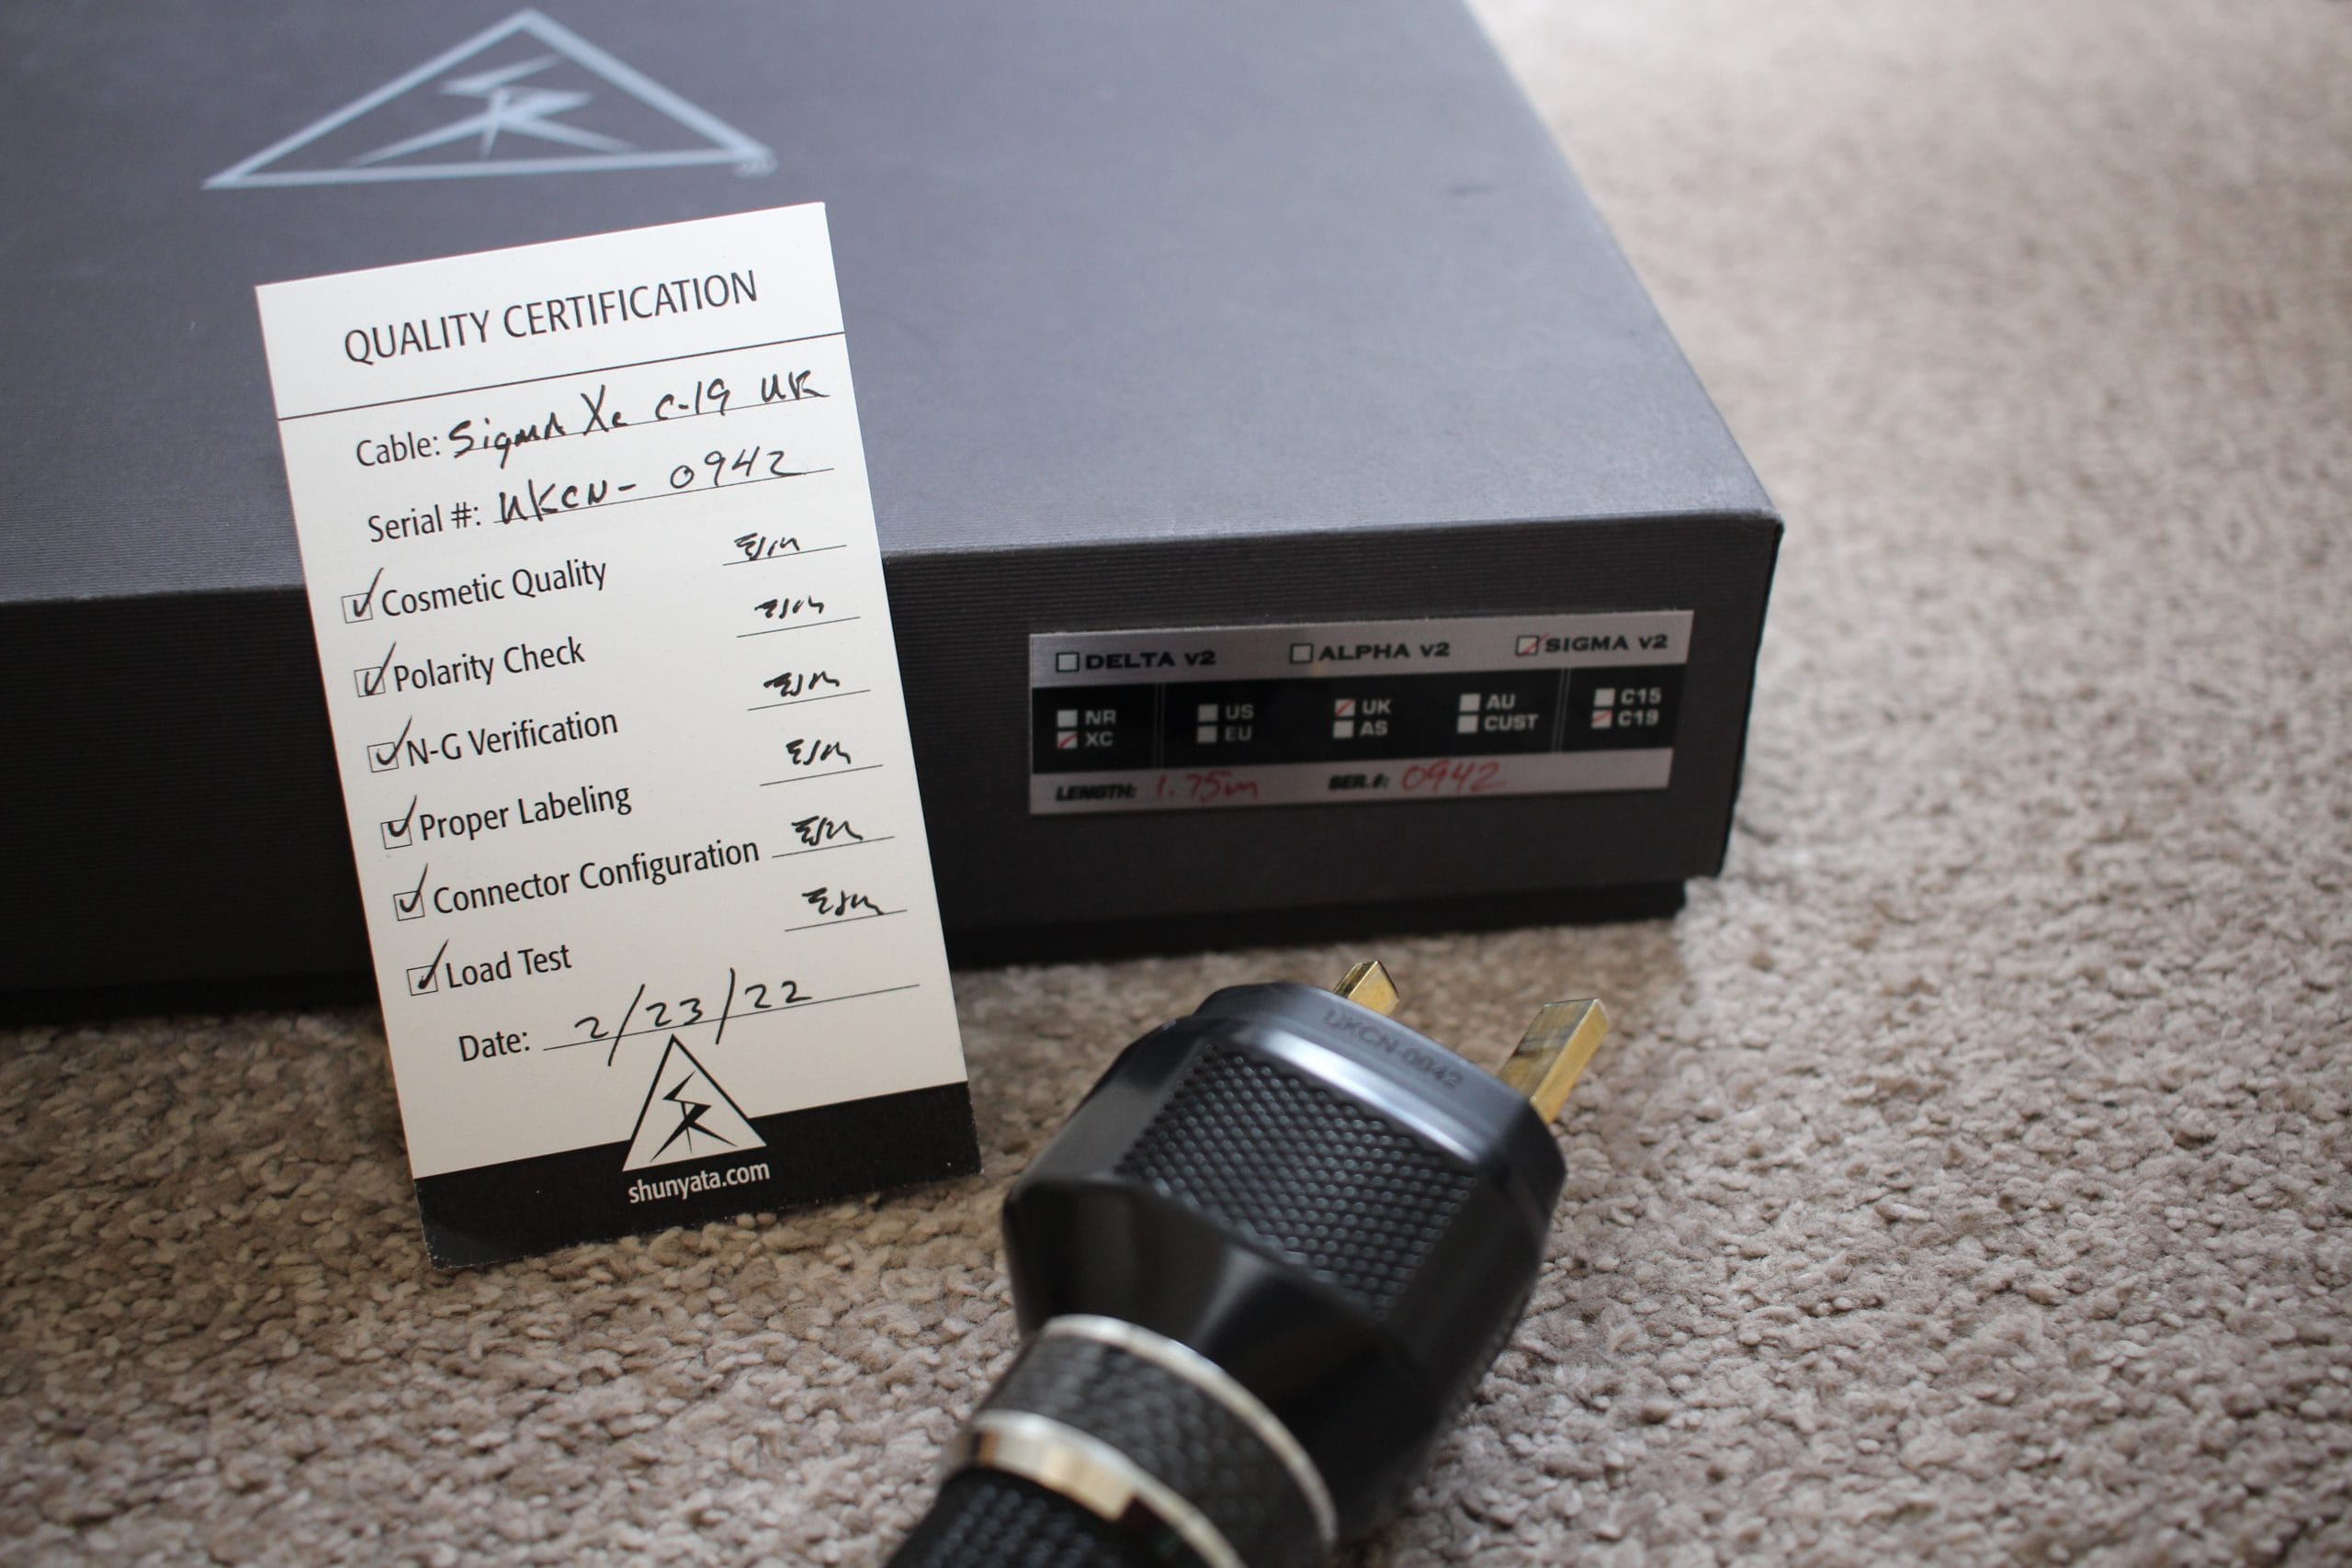 QUALITY CERTIFICATION
Cable: Sigma Xc C-19 UK
Serial #: UKCN- 0942
Cosmetic Quality
Polarity Check
N-G Verification
Proper Labeling
Connector Configuration
Load Test
Date: 2/23/22
shunyata.com
DELTA V2 ALPHA V2 SIGMA V2
NR US UK AU C15
XC EU AS CUST C19
LENGTH: 1.75m SER.#: 0942
UKCN-0942